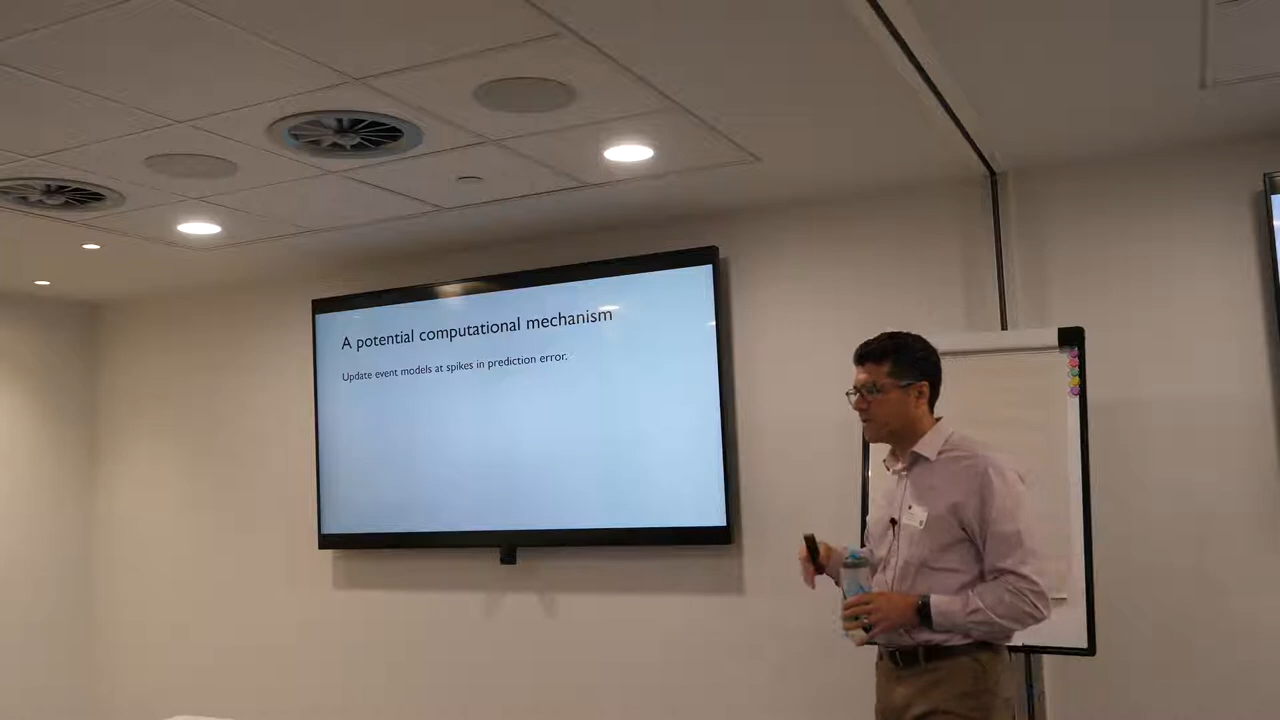 A potential computational mechanism
Update event models at spikes in prediction error.